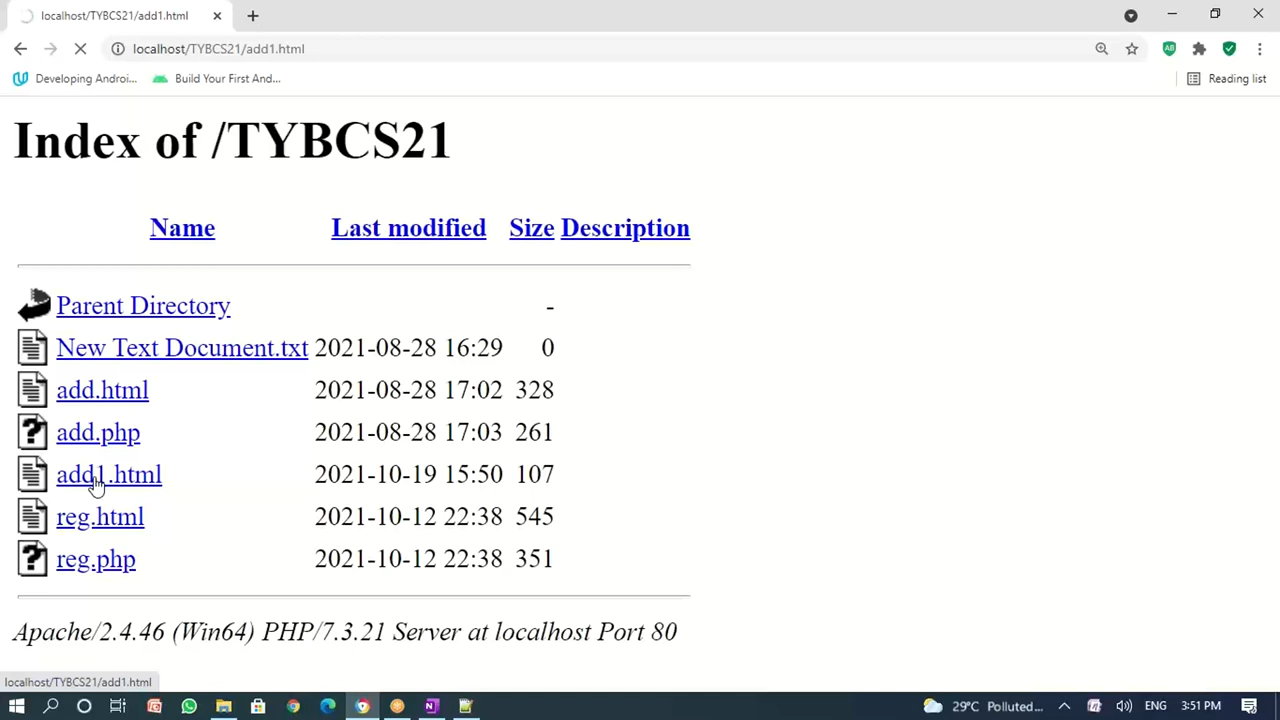 localhost/TYBCS21/add1.html
localhost/TYBCS21/add1.html
Developing Androi...
Build Your First And...
Reading list
Index of /TYBCS21
Name Last modified Size Description
Parent Directory -
New Text Document.txt 2021-08-28 16:29 0
add.html 2021-08-28 17:02 328
add.php 2021-08-28 17:03 261
add1.html 2021-10-19 15:50 107
reg.html 2021-10-12 22:38 545
reg.php 2021-10-12 22:38 351
Apache/2.4.46 (Win64) PHP/7.3.21 Server at localhost Port 80
localhost/TYBCS21/add1.html
29°C Polluted... ENG 3:51 PM